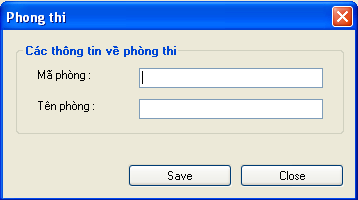 Phong thi
Các thông tin về phòng thi
Mã phòng :
Tên phòng :
Save
Close